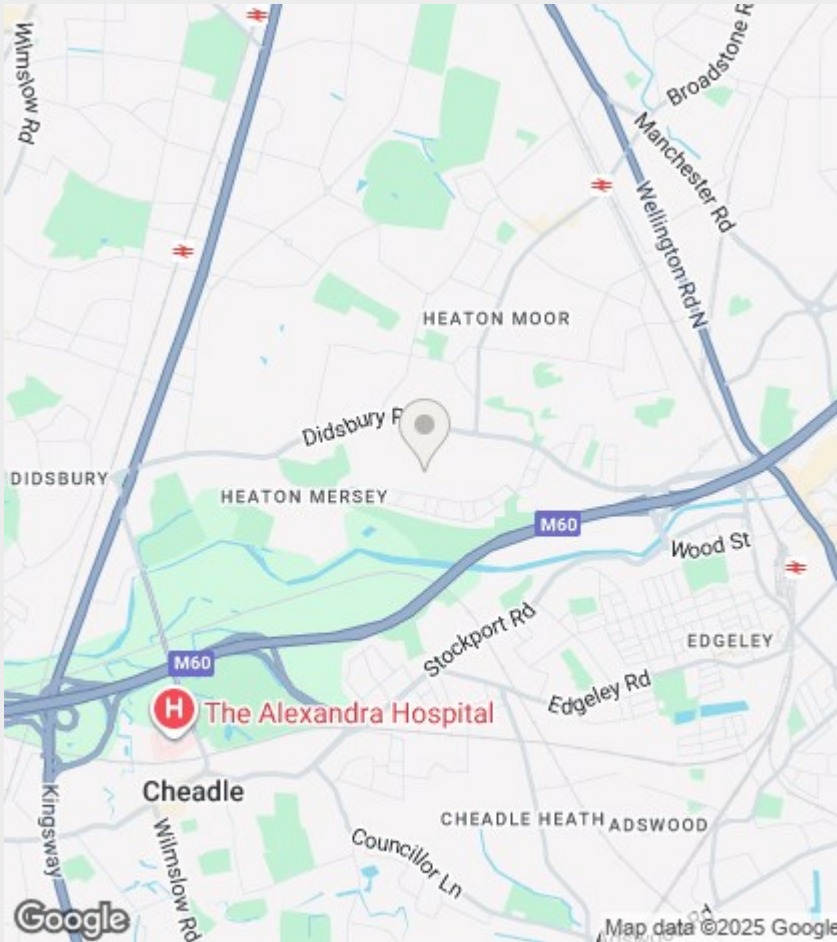 Wilmslow Rd
Broadstone R
Manchester Rd
Wellington Rd N
HEATON MOOR
Didsbury R
DIDSBURY
HEATON MERSEY
M60
Wood St
Stockport Rd
EDGELEY
M60
Edgeley Rd
H The Alexandra Hospital
Cheadle
Kingsway
CHEADLE HEATH
ADSWOOD
Wilmslow Rd
Councillor Ln
Rd
Google
Map data ©2025 Google